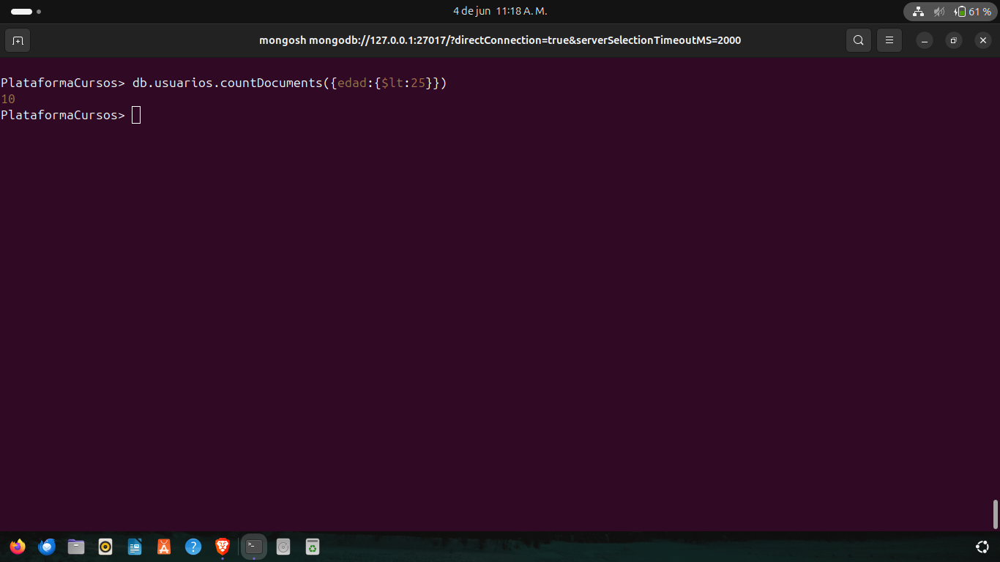 4 de jun 11:18 A. M.
61 %
mongosh mongodb://127.0.0.1:27017/?directConnection=true&serverSelectionTimeoutMS=2000
PlataformaCursos> db.usuarios.countDocuments({edad:{$lt:25}})
10
PlataformaCursos>